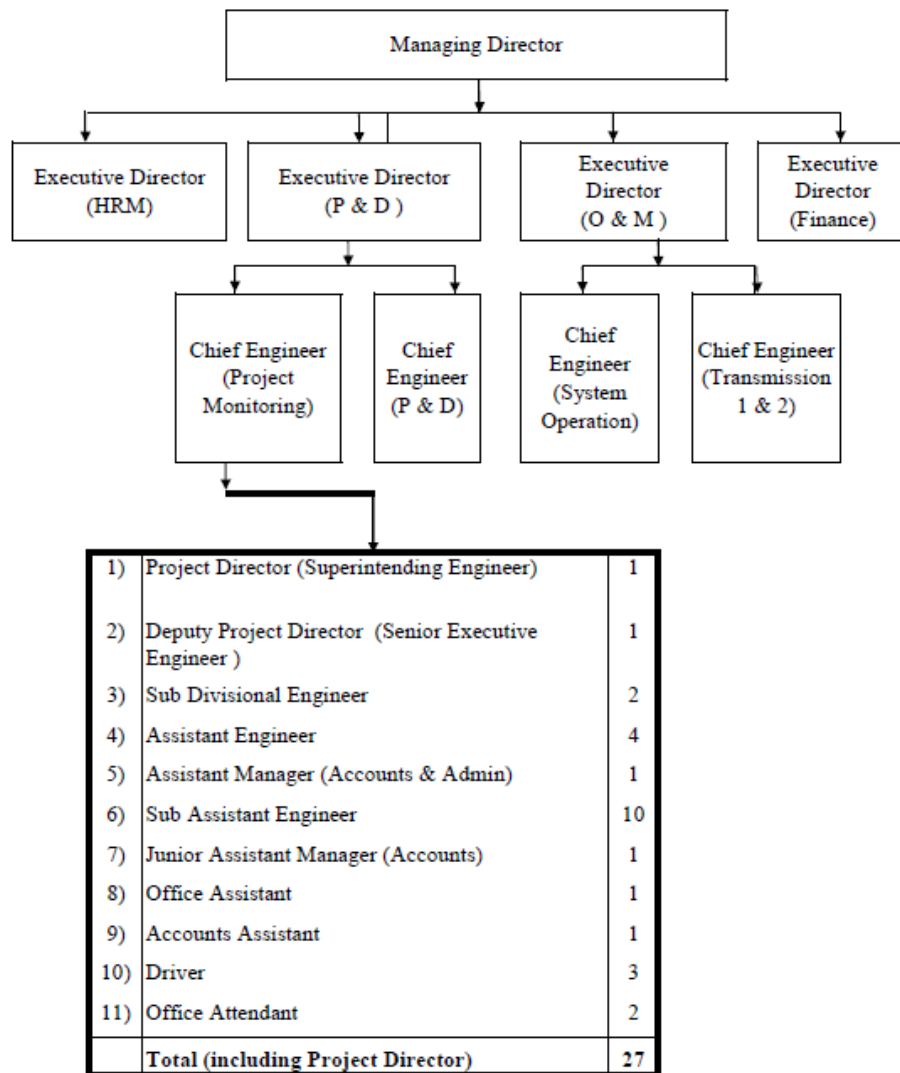 Managing Director
Executive Director
(HRM)
Executive Director
(P & D )
Executive
Director
(O & M )
Executive
Director
(Finance)
Chief Engineer
(Project
Monitoring)
Chief
Engineer
(P & D)
Chief
Engineer
(System
Operation)
Chief Engineer
(Transmission
1 & 2)
1) Project Director (Superintending Engineer) 1
2) Deputy Project Director (Senior Executive 1
Engineer )
3) Sub Divisional Engineer 2
4) Assistant Engineer 4
5) Assistant Manager (Accounts & Admin) 1
6) Sub Assistant Engineer 10
7) Junior Assistant Manager (Accounts) 1
8) Office Assistant 1
9) Accounts Assistant 1
10) Driver 3
11) Office Attendant 2
Total (including Project Director) 27